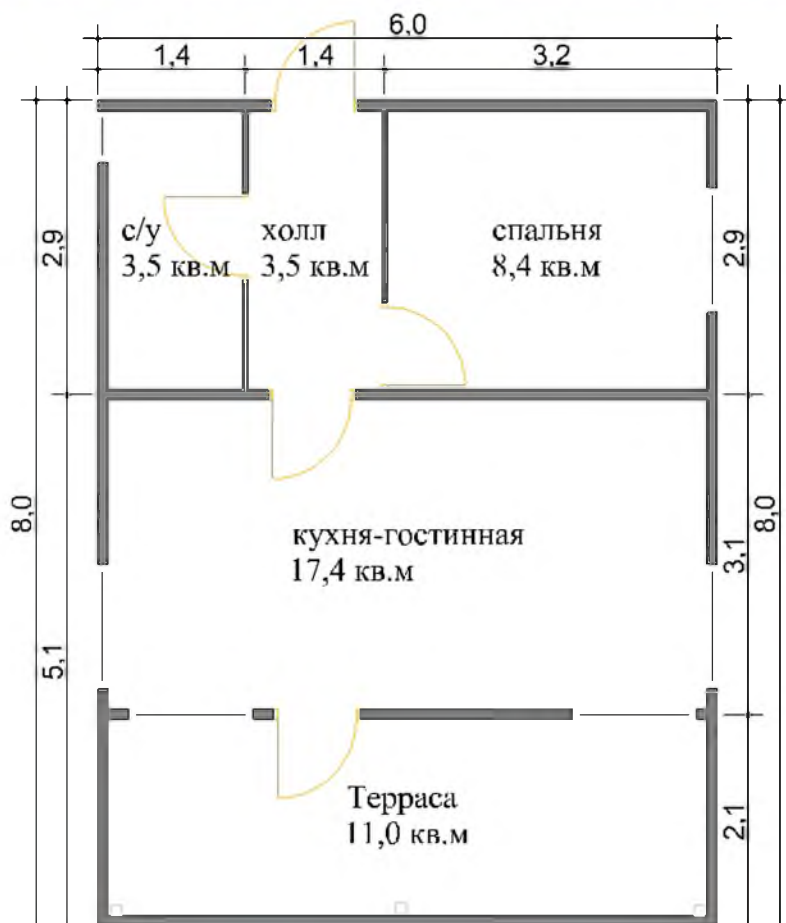 6,0
1,4 1,4 3,2
с/у
3,5 кв.м
холл
3,5 кв.м
спальня
8,4 кв.м
2,9
2,9
кухня-гостинная
17,4 кв.м
8,0
8,0
3,1
5,1
Терраса
11,0 кв.м
2,1